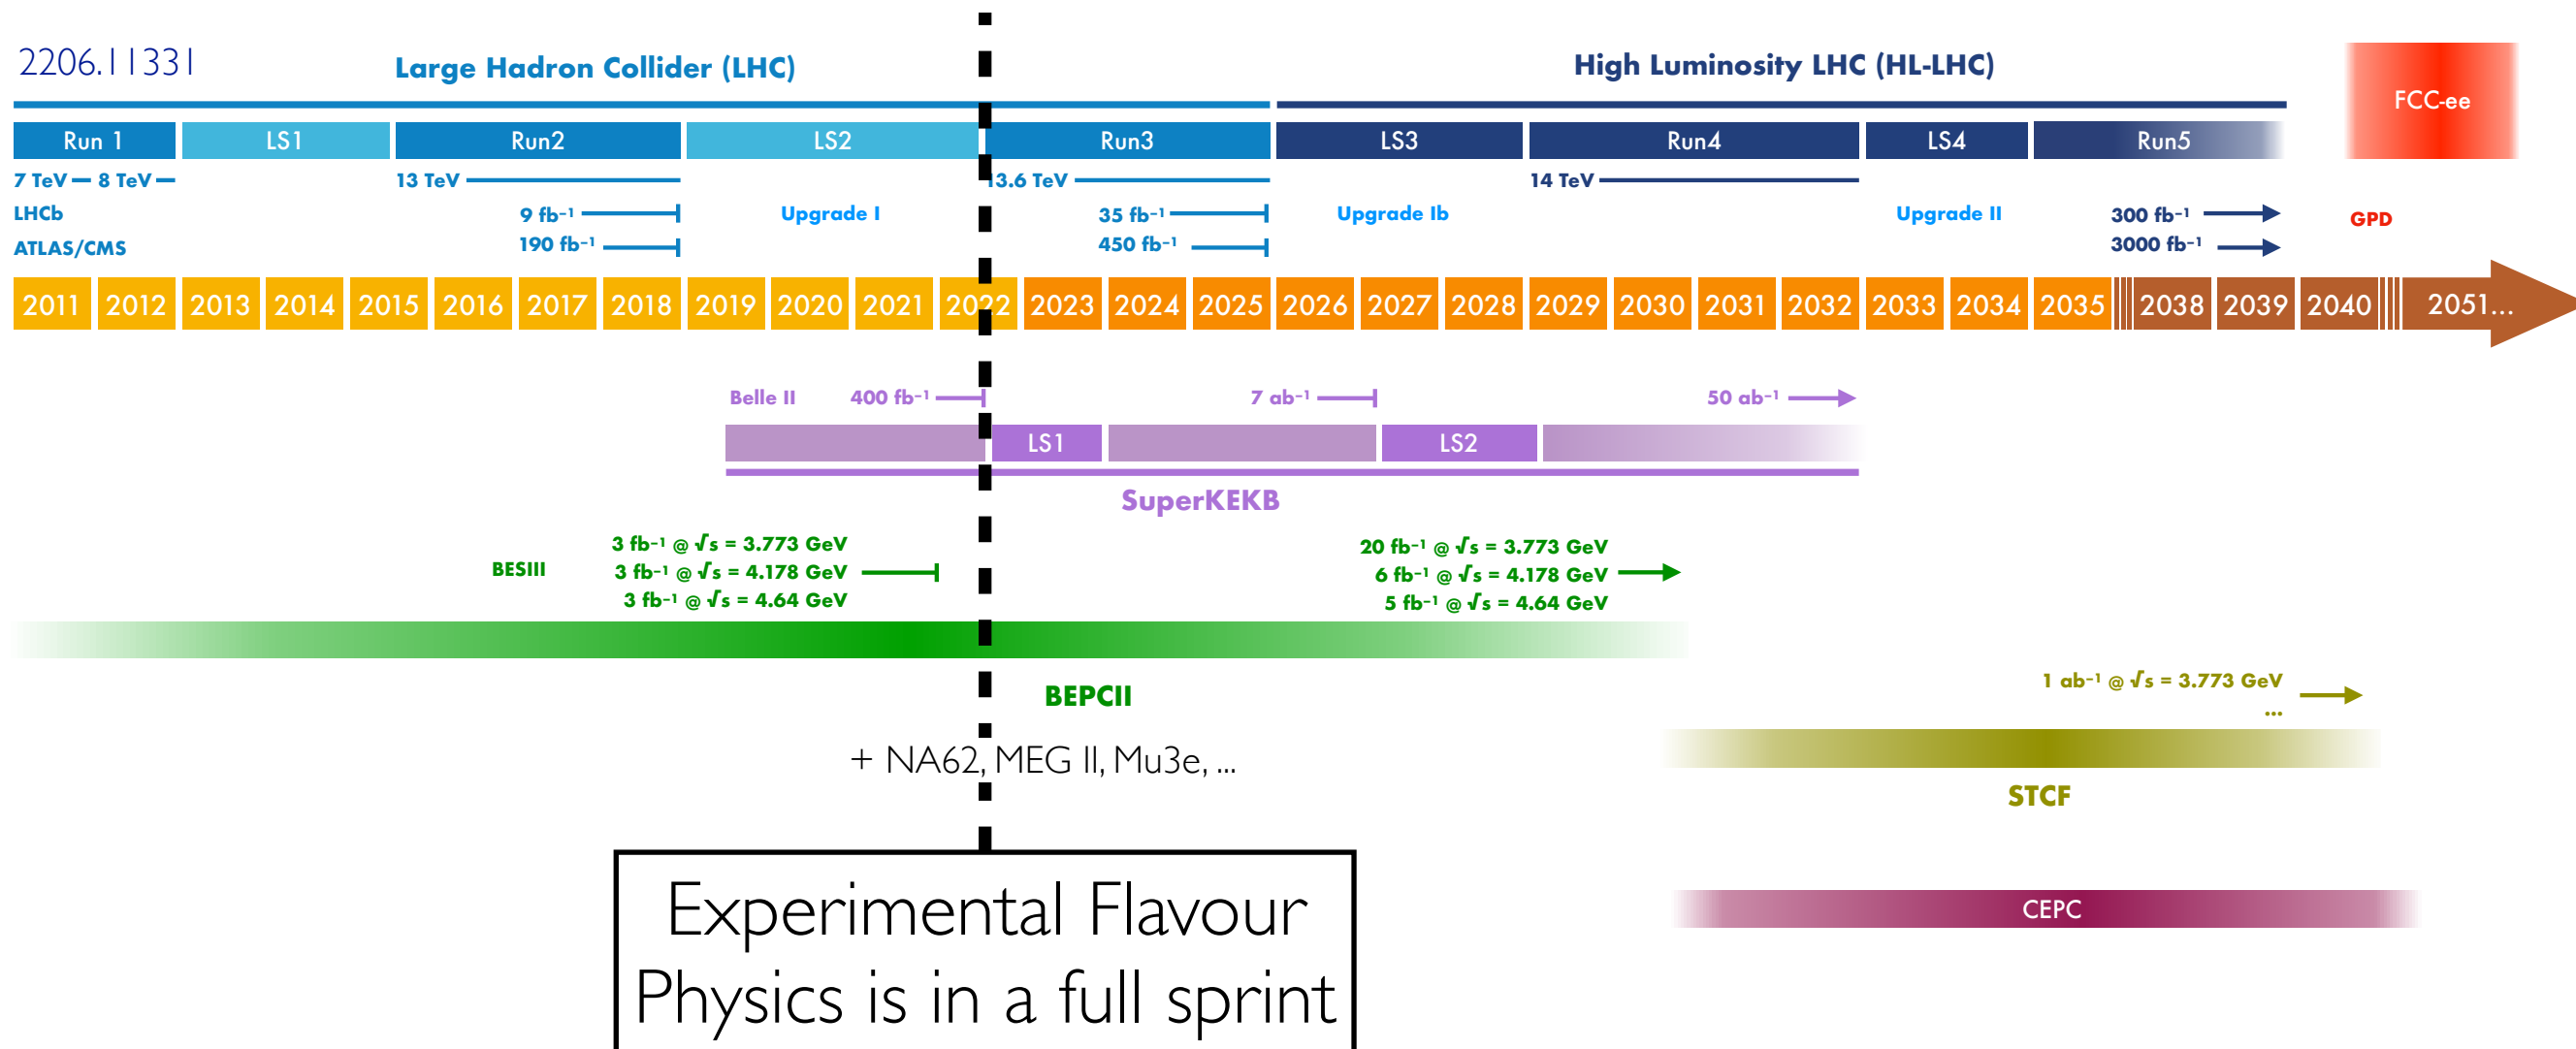 2206.11331
Large Hadron Collider (LHC)
High Luminosity LHC (HL-LHC)
FCC-ee
Run 1 LS1 Run2 LS2 Run3 LS3 Run4 LS4 Run5
7 TeV 8 TeV 13 TeV 13.6 TeV 14 TeV
LHCb 9 fb⁻¹ Upgrade I 35 fb⁻¹ Upgrade Ib Upgrade II 300 fb⁻¹ GPD
ATLAS/CMS 190 fb⁻¹ 450 fb⁻¹ 3000 fb⁻¹
2011 2012 2013 2014 2015 2016 2017 2018 2019 2020 2021 2022 2023 2024 2025 2026 2027 2028 2029 2030 2031 2032 2033 2034 2035 2038 2039 2040 2051...
Belle II 400 fb⁻¹ 7 ab⁻¹ 50 ab⁻¹
LS1 LS2
SuperKEKB
3 fb⁻¹ @ √s = 3.773 GeV 20 fb⁻¹ @ √s = 3.773 GeV
BESIII 3 fb⁻¹ @ √s = 4.178 GeV 6 fb⁻¹ @ √s = 4.178 GeV
3 fb⁻¹ @ √s = 4.64 GeV 5 fb⁻¹ @ √s = 4.64 GeV
BEPCII
1 ab⁻¹ @ √s = 3.773 GeV
...
+ NA62, MEG II, Mu3e, ...
STCF
CEPC
Experimental Flavour
Physics is in a full sprint